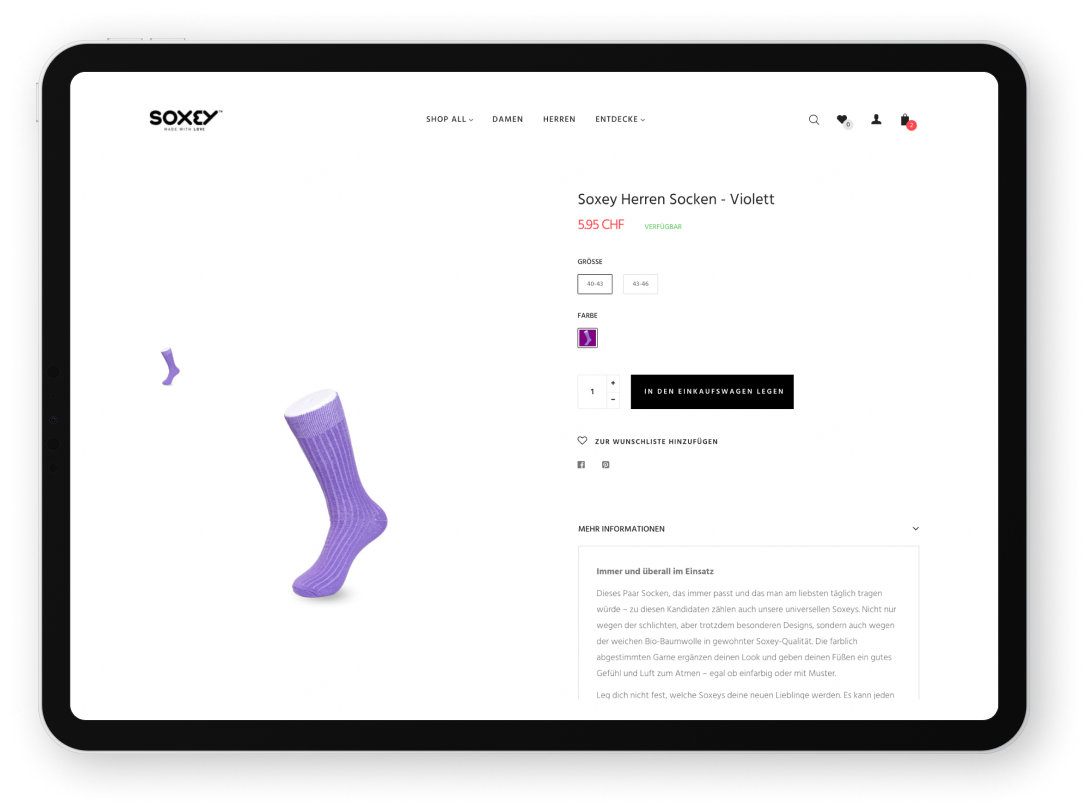 SOXEY™
MADE WITH LOVE
SHOP ALL
DAMEN
HERREN
ENTDECKE
0
2
Soxey Herren Socken - Violett
5.95 CHF
VERFÜGBAR
GRÖSSE
40-43
43-46
FARBE
1
+
-
IN DEN EINKAUFSWAGEN LEGEN
ZUR WUNSCHLISTE HINZUFÜGEN
MEHR INFORMATIONEN
Immer und überall im Einsatz
Dieses Paar Socken, das immer passt und das man am liebsten täglich tragen
würde – zu diesen Kandidaten zählen auch unsere universellen Soxeys. Nicht nur
wegen der schlichten, aber trotzdem besonderen Designs, sondern auch wegen
der weichen Bio-Baumwolle in gewohnter Soxey-Qualität. Die farblich
abgestimmten Garne ergänzen deinen Look und geben deinen Füßen ein gutes
Gefühl und Luft zum Atmen – egal ob einfarbig oder mit Muster.
Leg dich nicht fest, welche Soxeys deine neuen Lieblinge werden. Es kann jeden